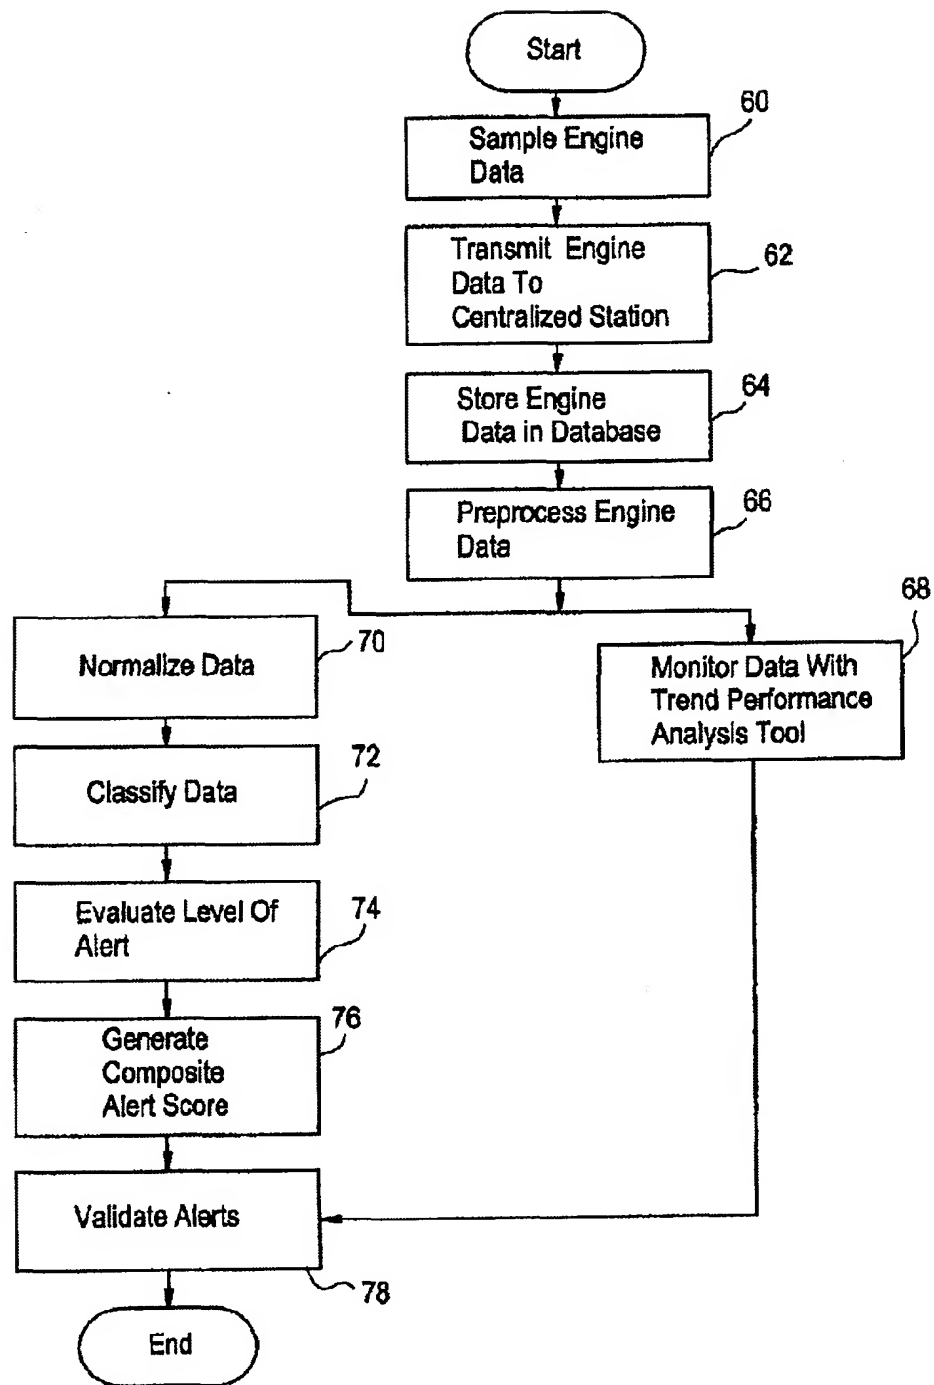 Start
60
Sample Engine
Data
62
Transmit Engine
Data To
Centralized Station
64
Store Engine
Data in Database
66
Preprocess Engine
Data
68
70
Normalize Data
Monitor Data With
Trend Performance
Analysis Tool
72
Classify Data
74
Evaluate Level Of
Alert
76
Generate
Composite
Alert Score
Validate Alerts
78
End